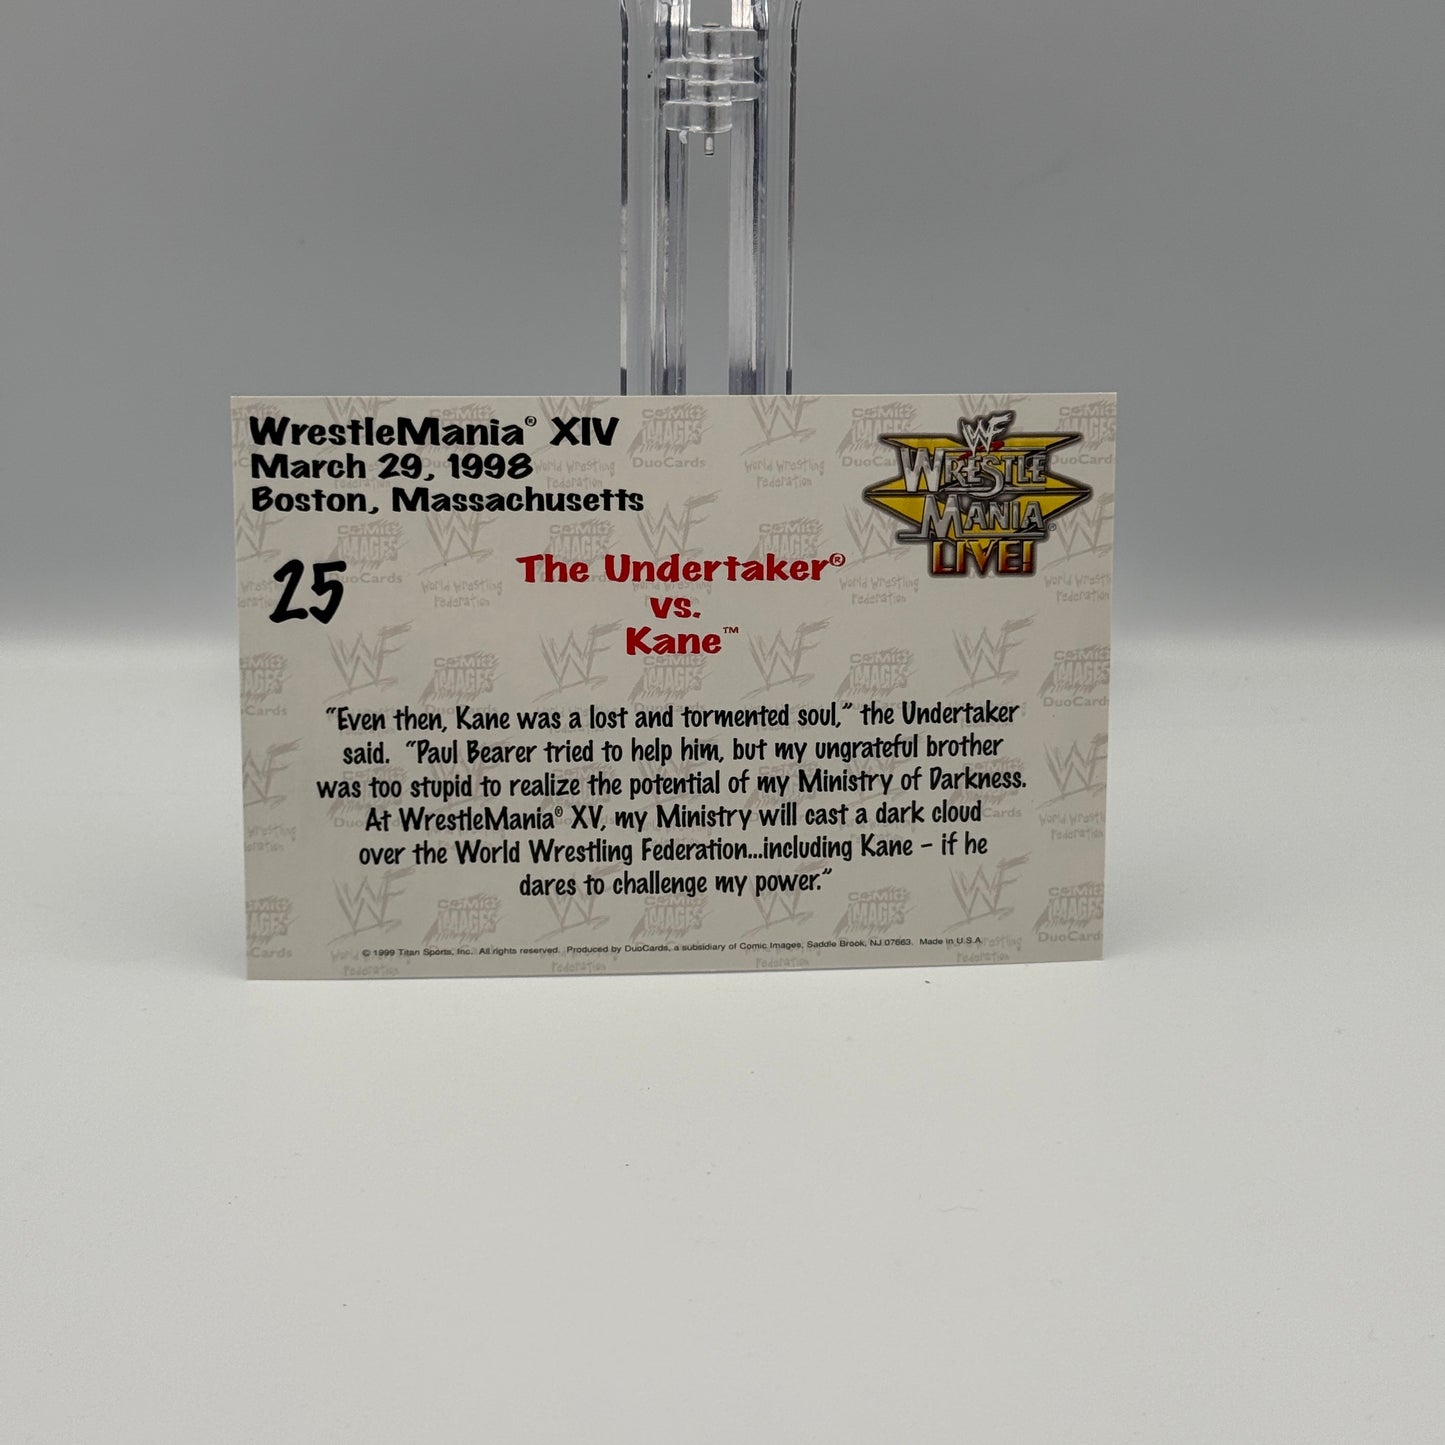 WrestleMania® XIV
March 29, 1998
Boston, Massachusetts
WF
WRESTLE
MANIA®
LIVE!
25
The Undertaker®
vs.
Kane™
"Even then, Kane was a lost and tormented soul," the Undertaker
said. "Paul Bearer tried to help him, but my ungrateful brother
was too stupid to realize the potential of my Ministry of Darkness.
At WrestleMania® XV, my Ministry will cast a dark cloud
over the World Wrestling Federation...including Kane – if he
dares to challenge my power."
© 1999 Titan Sports, Inc. All rights reserved. Produced by DuoCards, a subsidiary of Comic Images, Saddle Brook, NJ 07663. Made in U.S.A